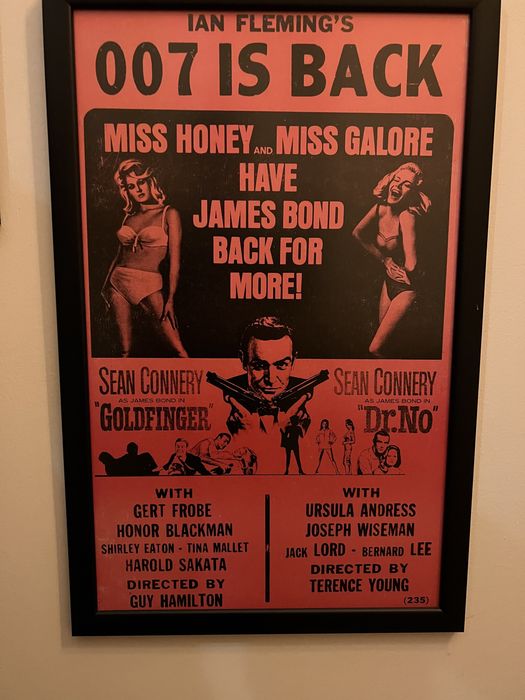 IAN FLEMING'S
007 IS BACK
MISS HONEY AND MISS GALORE
HAVE
JAMES BOND
BACK FOR
MORE!
SEAN CONNERY
AS JAMES BOND IN
"GOLDFINGER"
SEAN CONNERY
AS JAMES BOND IN
"Dr. No"
WITH
GERT FROBE
HONOR BLACKMAN
SHIRLEY EATON - TINA MALLET
HAROLD SAKATA
DIRECTED BY
GUY HAMILTON
WITH
URSULA ANDRESS
JOSEPH WISEMAN
JACK LORD - BERNARD LEE
DIRECTED BY
TERENCE YOUNG
(235)